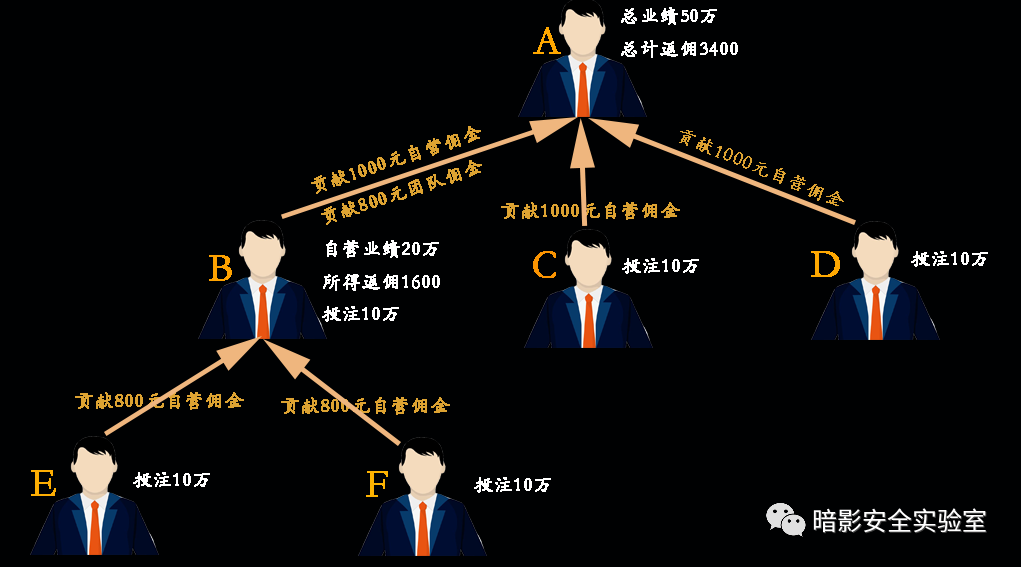 总业绩50万
A
总计返佣3400
贡献1000元自营佣金
贡献800元团队佣金
贡献1000元自营佣金
贡献1000元自营佣金
B
自营业绩20万
所得返佣1600
投注10万
C
投注10万
D
投注10万
贡献800元自营佣金
贡献800元自营佣金
E
投注10万
F
投注10万
暗影安全实验室